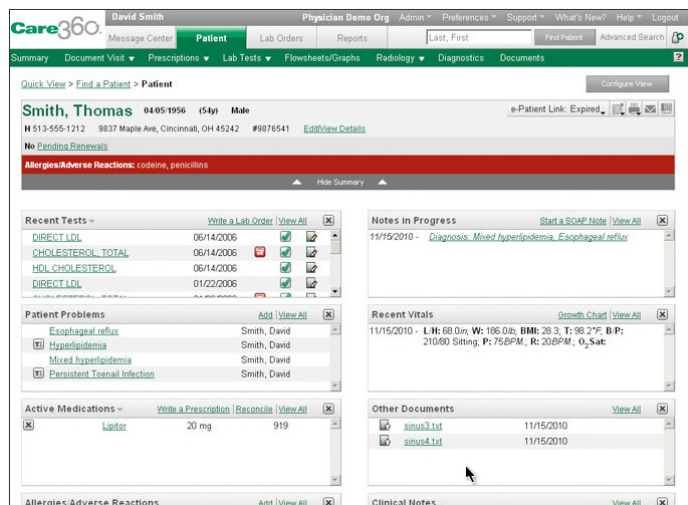 David Smith Physician Demo Org Admin Preferences Support What's New? Help Logout
Care360.
Message Center Patient Lab Orders Reports Last, First Find Patient Advanced Search
Summary Document Visit Prescriptions Lab Tests Flowsheets/Graphs Radiology Diagnostics Documents ?
Quick View > Find a Patient > Patient Configure View
Smith, Thomas 04/05/1956 (54y) Male e-Patient Link: Expired
H 513-555-1212 9837 Maple Ave, Cincinnati, OH 45242 #9876541 Edit/View Details
No Pending Renewals
Allergies/Adverse Reactions: codeine, penicillins
Hide Summary
Recent Tests Write a Lab Order | View All
DIRECT LDL 06/14/2006
CHOLESTEROL, TOTAL 06/14/2006
HDL CHOLESTEROL 06/14/2006
DIRECT LDL 01/22/2006
Notes in Progress Start a SOAP Note | View All
11/15/2010 - Diagnosis: Mixed hyperlipidemia, Esophageal reflux
Patient Problems Add | View All
Esophageal reflux Smith, David
Hyperlipidemia Smith, David
Mixed hyperlipidemia Smith, David
Persistent Toenail Infection Smith, David
Recent Vitals Growth Chart | View All
11/15/2010 - L/H: 68.0in; W: 186.0lb; BMI: 28.3; T: 98.2°F; B/P:
210/80 Sitting; P: 75BPM; R: 20BPM; O2Sat:
Active Medications Write a Prescription | Reconcile | View All
Lipitor 20 mg 919
Other Documents View All
sinus3.txt 11/15/2010
sinus4.txt 11/15/2010
Allergies/Adverse Reactions Add | View All
Clinical Notes View All